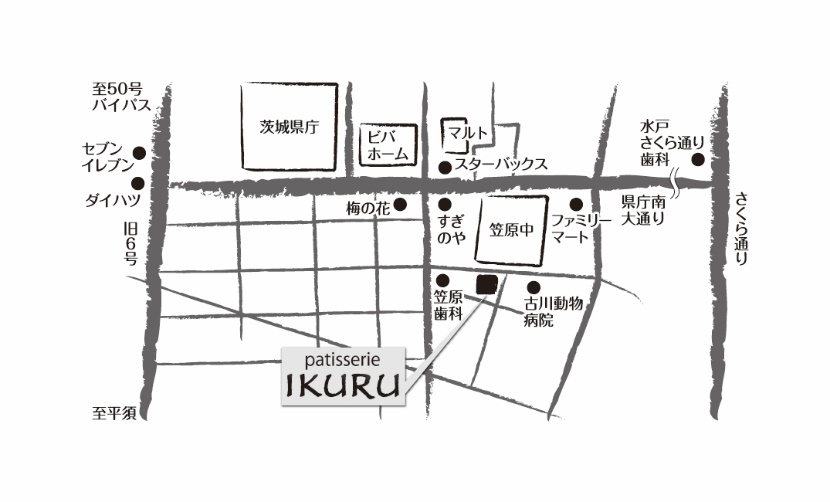 至50号
バイパス
セブン
イレブン
ダイハツ
旧6号
至平須
茨城県庁
ビバ
ホーム
マルト
スターバックス
梅の花
すぎ
のや
笠原中
ファミリー
マート
水戸
さくら通り
歯科
県庁南
大通り
さくら通り
笠原
歯科
古川動物
病院
patisserie
IKURU